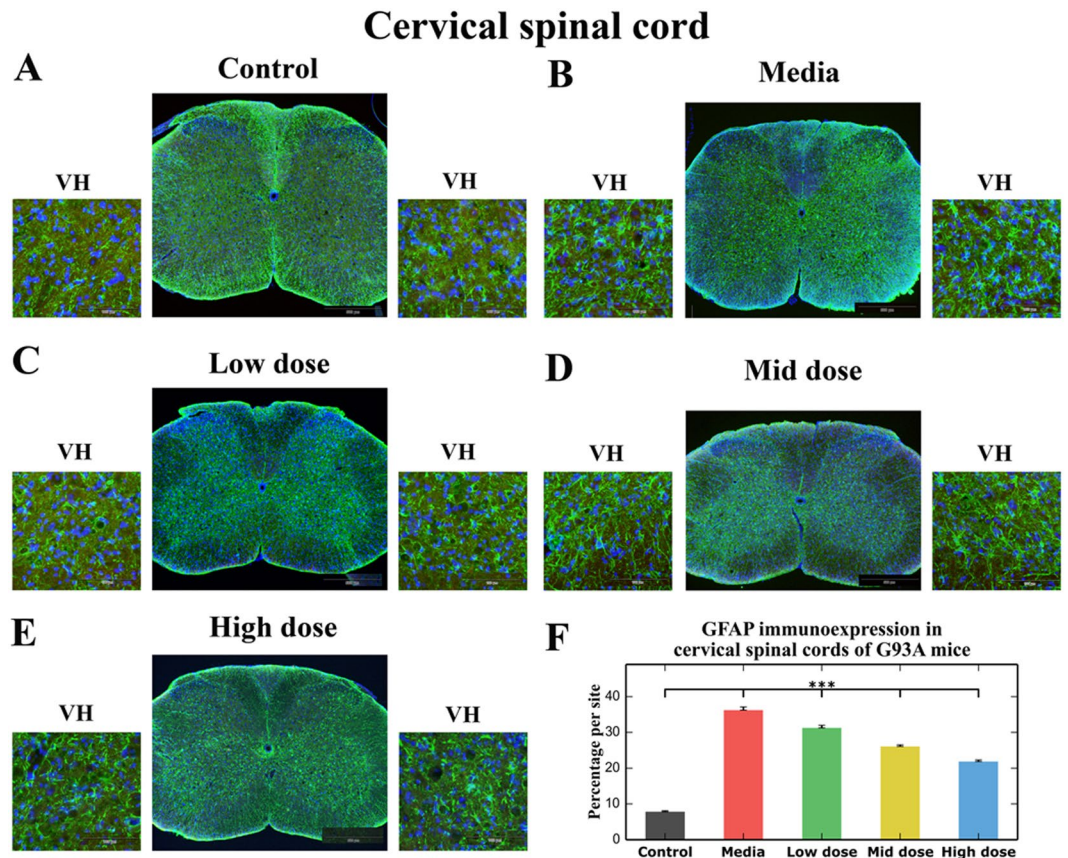 Cervical spinal cord
A
Control
VH
VH
B
Media
VH
VH
C
Low dose
VH
VH
D
Mid dose
VH
VH
E
High dose
VH
VH
F
GFAP immunoexpression in
cervical spinal cords of G93A mice
***
Percentage per site
40
30
20
10
0
Control Media Low dose Mid dose High dose